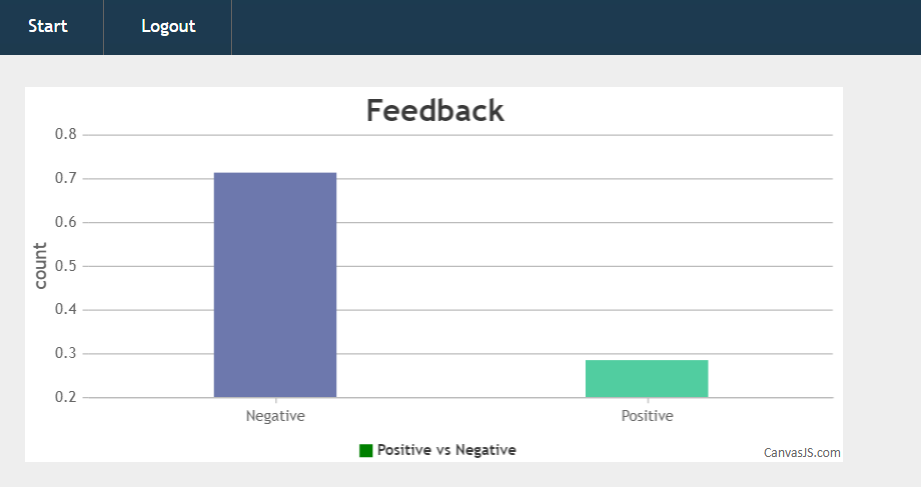 Start Logout
Feedback
0.8
0.7
0.6
0.5
0.4
0.3
0.2
count
Negative Positive
Positive vs Negative
CanvasJS.com